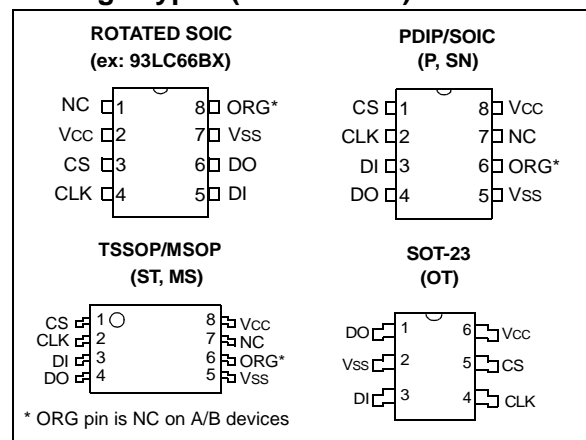 ROTATED SOIC
(ex: 93LC66BX)
NC 1 8 ORG*
VCC 2 7 VSS
CS 3 6 DO
CLK 4 5 DI
PDIP/SOIC
(P, SN)
CS 1 8 VCC
CLK 2 7 NC
DI 3 6 ORG*
DO 4 5 VSS
TSSOP/MSOP
(ST, MS)
CS 1 8 VCC
CLK 2 7 NC
DI 3 6 ORG*
DO 4 5 VSS
SOT-23
(OT)
DO 1 6 VCC
VSS 2 5 CS
DI 3 4 CLK
* ORG pin is NC on A/B devices